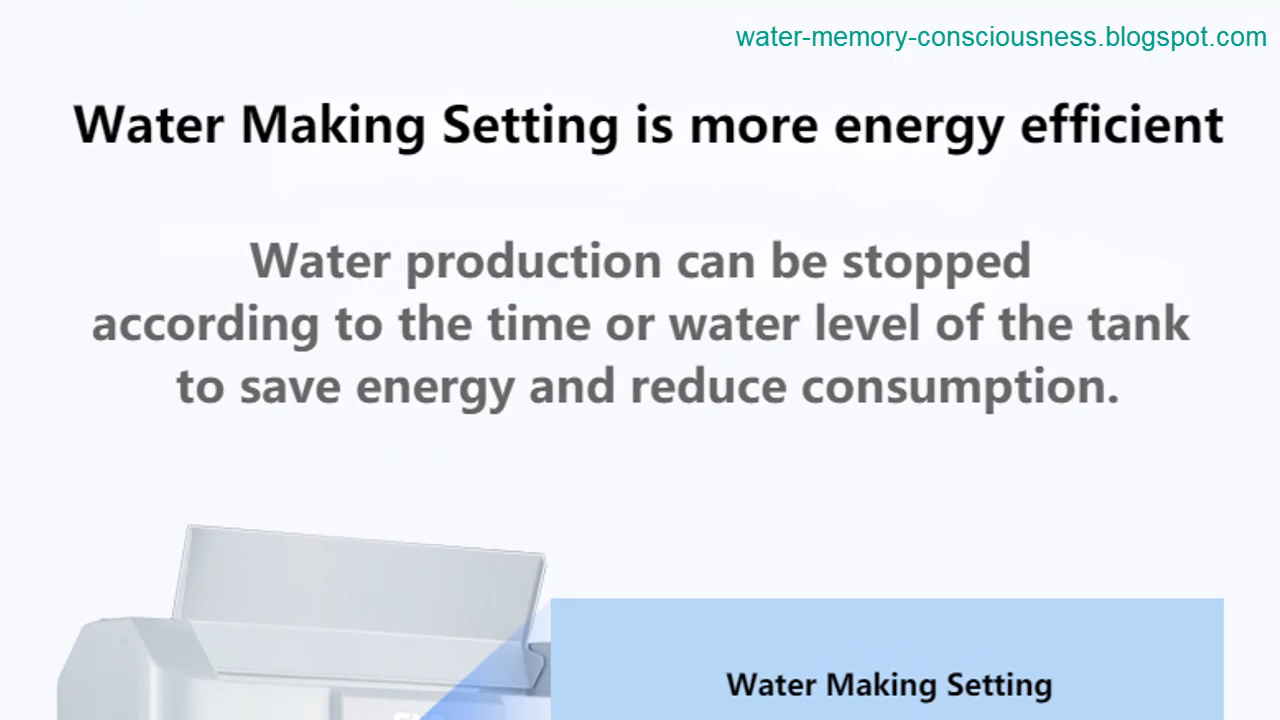 water-memory-consciousness.blogspot.com
Water Making Setting is more energy efficient
Water production can be stopped
according to the time or water level of the tank
to save energy and reduce consumption.
Water Making Setting